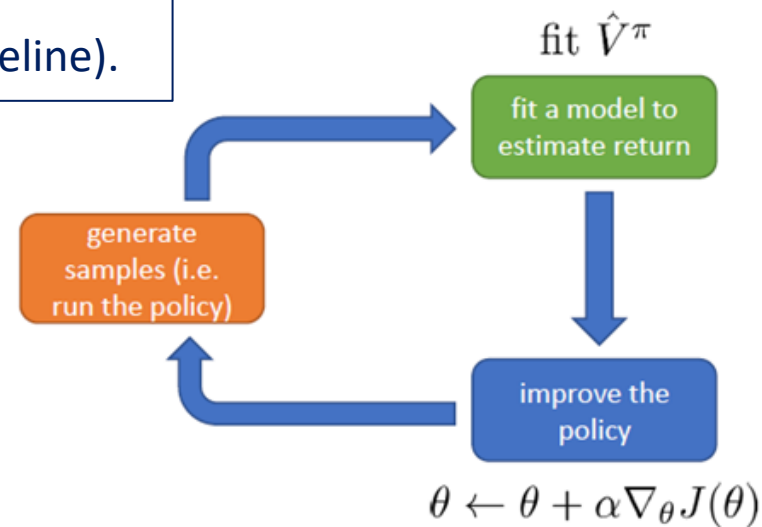 eline).
fit V̂^π
fit a model to
estimate return
generate
samples (i.e.
run the policy)
improve the
policy
θ ← θ + α∇_θ J(θ)